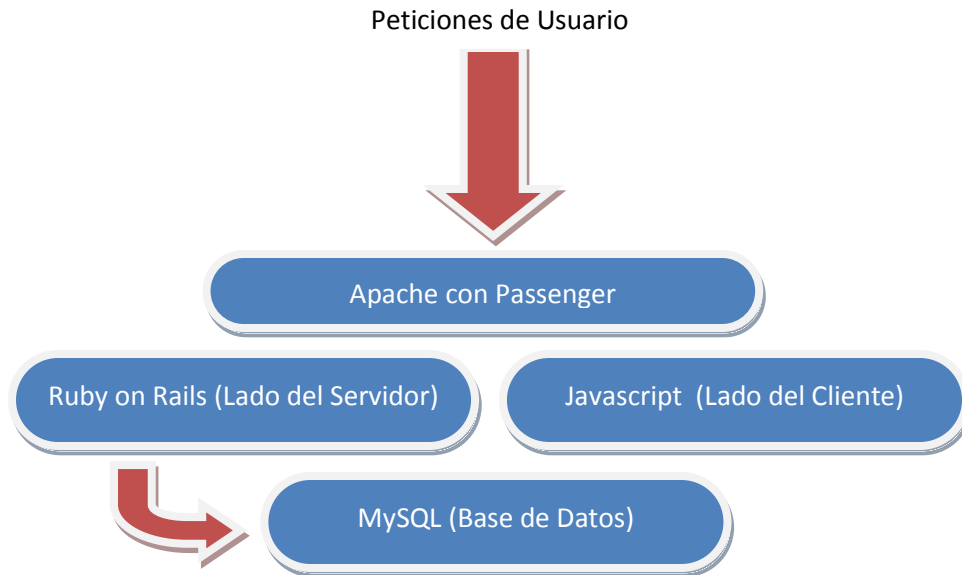 Peticiones de Usuario
Apache con Passenger
Ruby on Rails (Lado del Servidor)
Javascript (Lado del Cliente)
MySQL (Base de Datos)